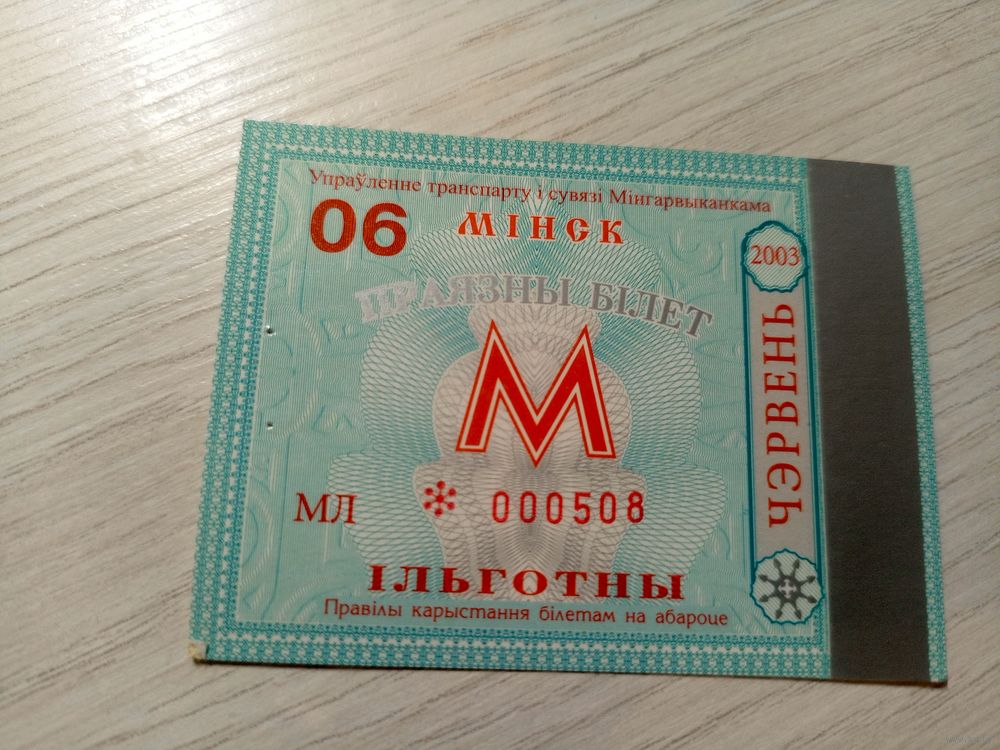 Упраўленне транспарту і сувязі Мінгарвыканкама
06 МІНСК
2003
ПРАЯЗНЫ БІЛЕТ
М
ЧЭРВЕНЬ
МЛ * 000508
ІЛЬГОТНЫ
Правілы карыстання білетам на абароце